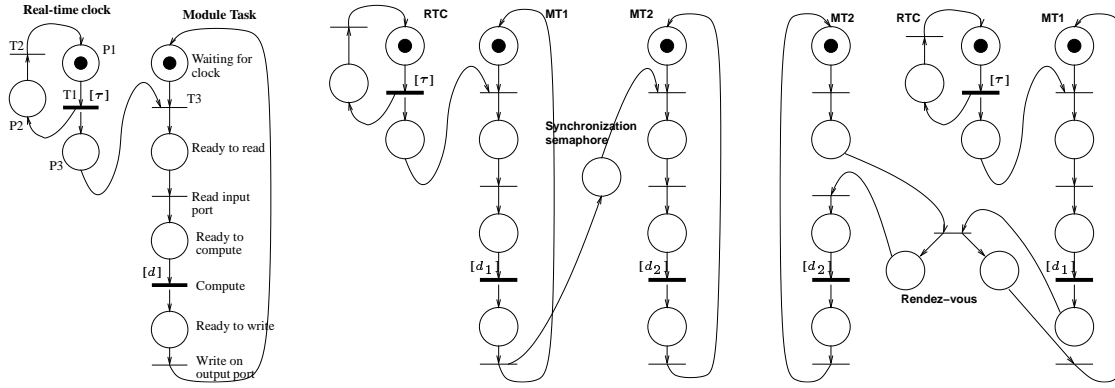 Real-time clock
Module Task
T2
P1
Waiting for
clock
T1
[τ]
T3
P2
P3
Ready to read
Read input
port
Ready to
compute
[d]
Compute
Ready to write
Write on
output port
RTC
MT1
MT2
[τ]
Synchronization
semaphore
[d1]
[d2]
MT2
RTC
MT1
[τ]
[d2]
[d1]
Rendez-vous